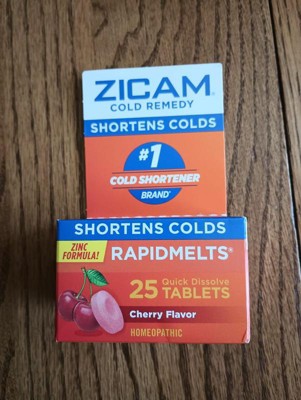 ZICAM®
COLD REMEDY
SHORTENS COLDS
#1
COLD SHORTENER
BRAND*
SHORTENS COLDS
ZINC
FORMULA!
RAPIDMELTS®
25 Quick Dissolve
TABLETS
Cherry Flavor
HOMEOPATHIC